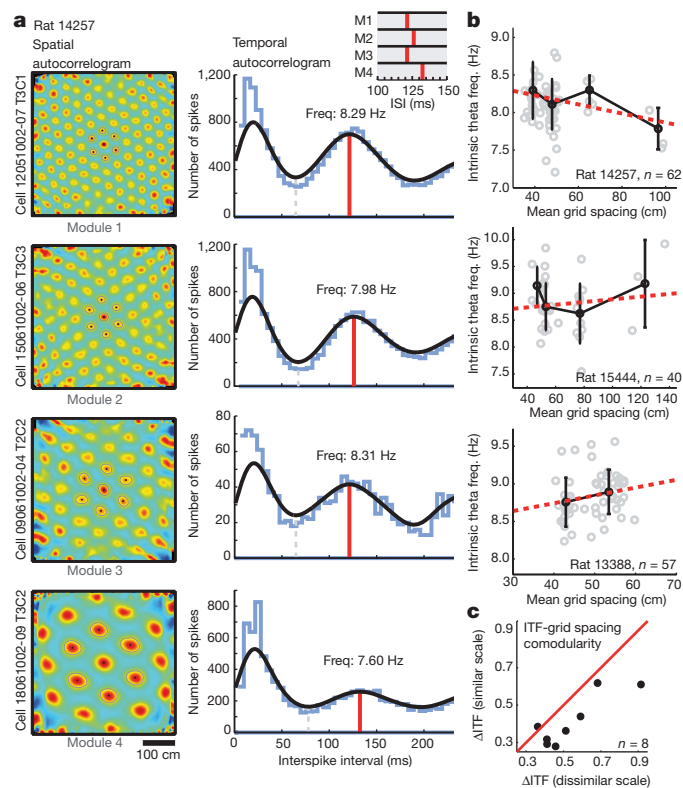 a
Rat 14257
Spatial
autocorrelogram
Temporal
autocorrelogram
M1
M2
M3
M4
100 150
ISI (ms)
Cell 12061002-07 T3C1
Module 1
Number of spikes
1,200
800
400
0
Freq: 8.29 Hz
Cell 15061002-06 T3C3
Module 2
Number of spikes
1,200
800
400
0
Freq: 7.98 Hz
Cell 09061002-04 T2C2
Module 3
Number of spikes
80
60
40
20
0
Freq: 8.31 Hz
Cell 18061002-09 T3C2
Module 4
100 cm
Number of spikes
800
600
400
200
0
Freq: 7.60 Hz
0 50 100 150 200
Interspike interval (ms)
b
Intrinsic theta freq. (Hz)
9.0
8.5
8.0
7.5
7.0
Rat 14257, n = 62
40 60 80 100
Mean grid spacing (cm)
Intrinsic theta freq. (Hz)
10.0
9.5
9.0
8.5
8.0
7.5
Rat 15444, n = 40
40 60 80 100 120 140
Mean grid spacing (cm)
Intrinsic theta freq. (Hz)
9.5
9.0
8.5
8.0
Rat 13388, n = 57
30 40 50 60 70
Mean grid spacing (cm)
c
ITF-grid spacing
comodularity
ΔITF (similar scale)
0.9
0.7
0.5
0.3
n = 8
0.3 0.5 0.7 0.9
ΔITF (dissimilar scale)